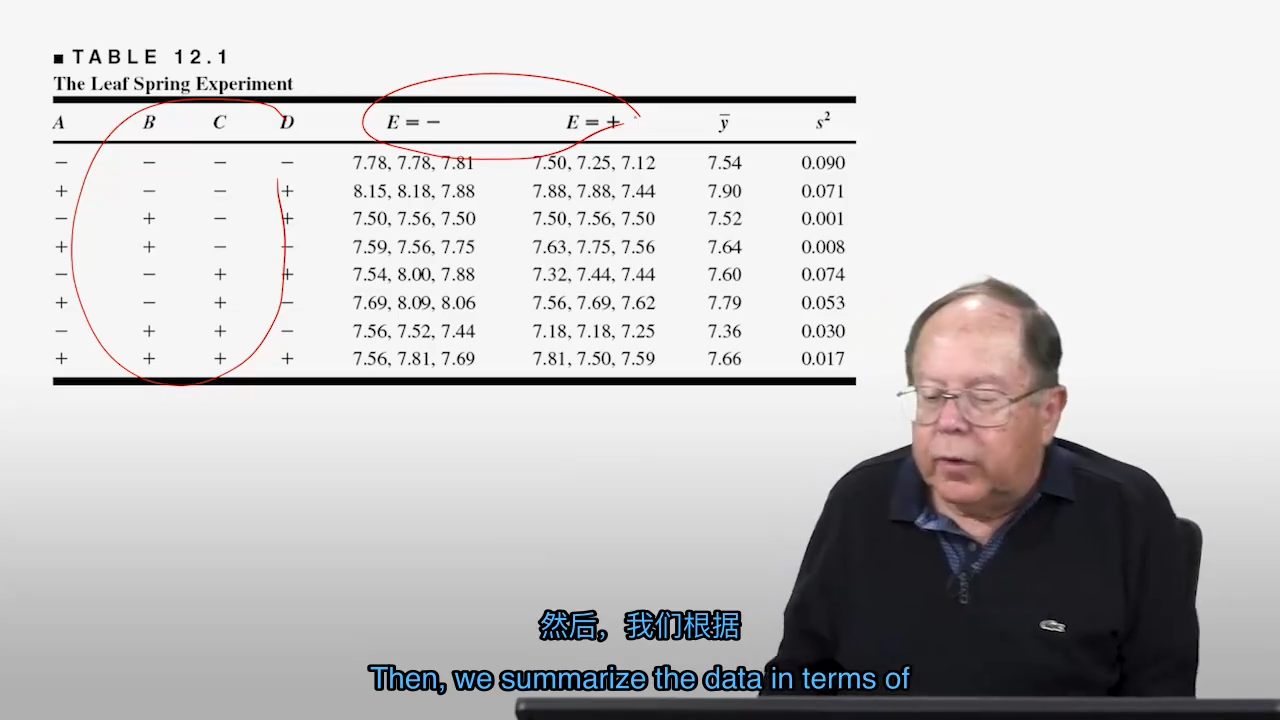 ■ TABLE 12.1
The Leaf Spring Experiment
A B C D E = − E = + y̅ s²
− − − − 7.78, 7.78, 7.81 7.50, 7.25, 7.12 7.54 0.090
+ − − + 8.15, 8.18, 7.88 7.88, 7.88, 7.44 7.90 0.071
− + − + 7.50, 7.56, 7.50 7.50, 7.56, 7.50 7.52 0.001
+ + − − 7.59, 7.56, 7.75 7.63, 7.75, 7.56 7.64 0.008
− − + + 7.54, 8.00, 7.88 7.32, 7.44, 7.44 7.60 0.074
+ − + − 7.69, 8.09, 8.06 7.56, 7.69, 7.62 7.79 0.053
− + + − 7.56, 7.52, 7.44 7.18, 7.18, 7.25 7.36 0.030
+ + + + 7.56, 7.81, 7.69 7.81, 7.50, 7.59 7.66 0.017
然后，我们根据
Then, we summarize the data in terms of